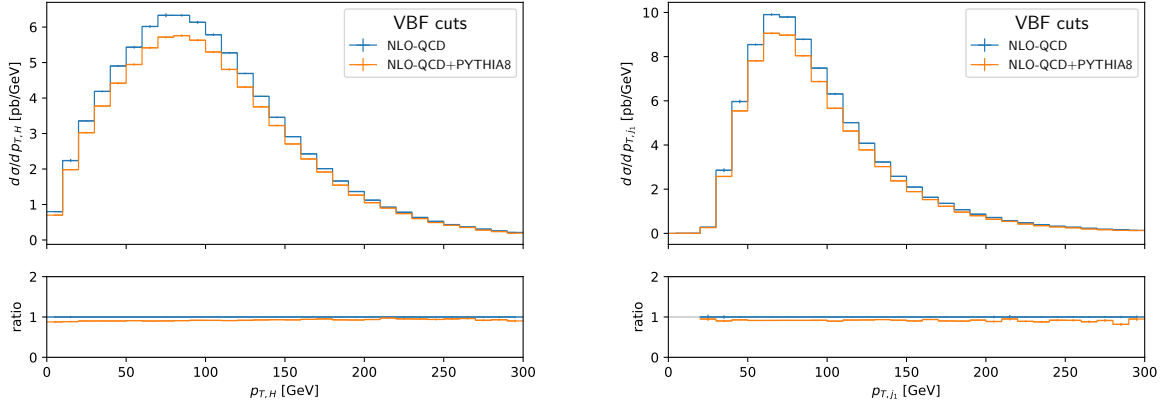 VBF cuts
NLO-QCD
NLO-QCD+PYTHIA8
dσ/dp_{T,H} [pb/GeV]
6
5
4
3
2
1
0
ratio
2
1
0
0 50 100 150 200 250 300
p_{T,H} [GeV]
VBF cuts
NLO-QCD
NLO-QCD+PYTHIA8
dσ/dp_{T,j_1} [pb/GeV]
10
8
6
4
2
0
ratio
2
1
0
0 50 100 150 200 250 300
p_{T,j_1} [GeV]